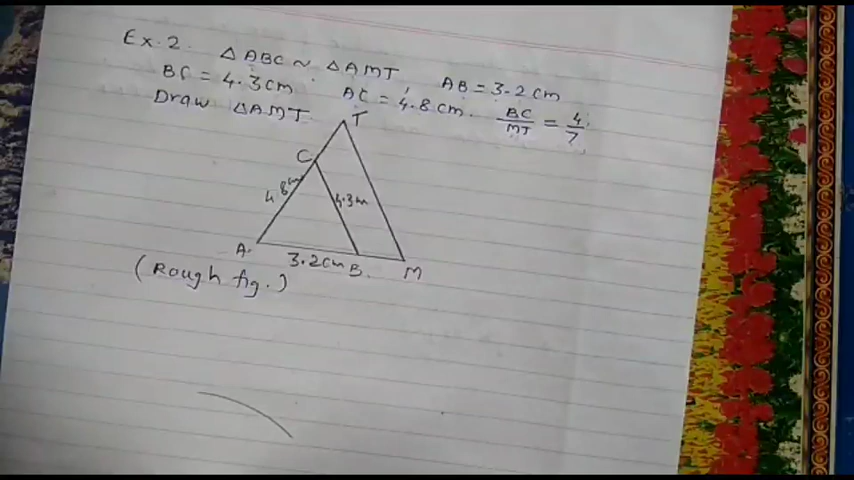 Ex.2. △ABC ~ △AMT AB = 3.2 cm
BC = 4.3cm AC = 4.8 cm. BC/MT = 4/7
Draw △AMT
T
C
4.8cm 4.3m
A
3.2cm B. M
(Rough fig.)